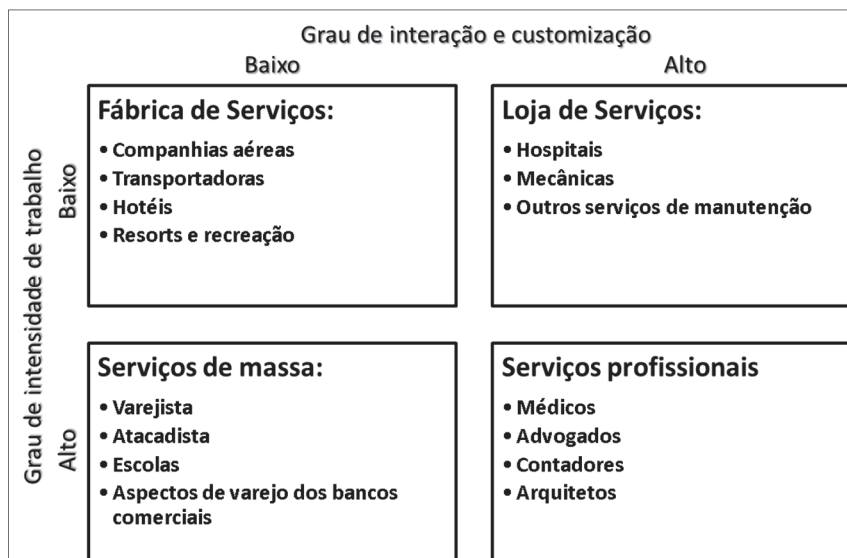 Grau de interação e customização
Baixo
Alto
Grau de intensidade de trabalho
Baixo
Fábrica de Serviços:
• Companhias aéreas
• Transportadoras
• Hotéis
• Resorts e recreação
Loja de Serviços:
• Hospitais
• Mecânicas
• Outros serviços de manutenção
Alto
Serviços de massa:
• Varejista
• Atacadista
• Escolas
• Aspectos de varejo dos bancos
comerciais
Serviços profissionais
• Médicos
• Advogados
• Contadores
• Arquitetos